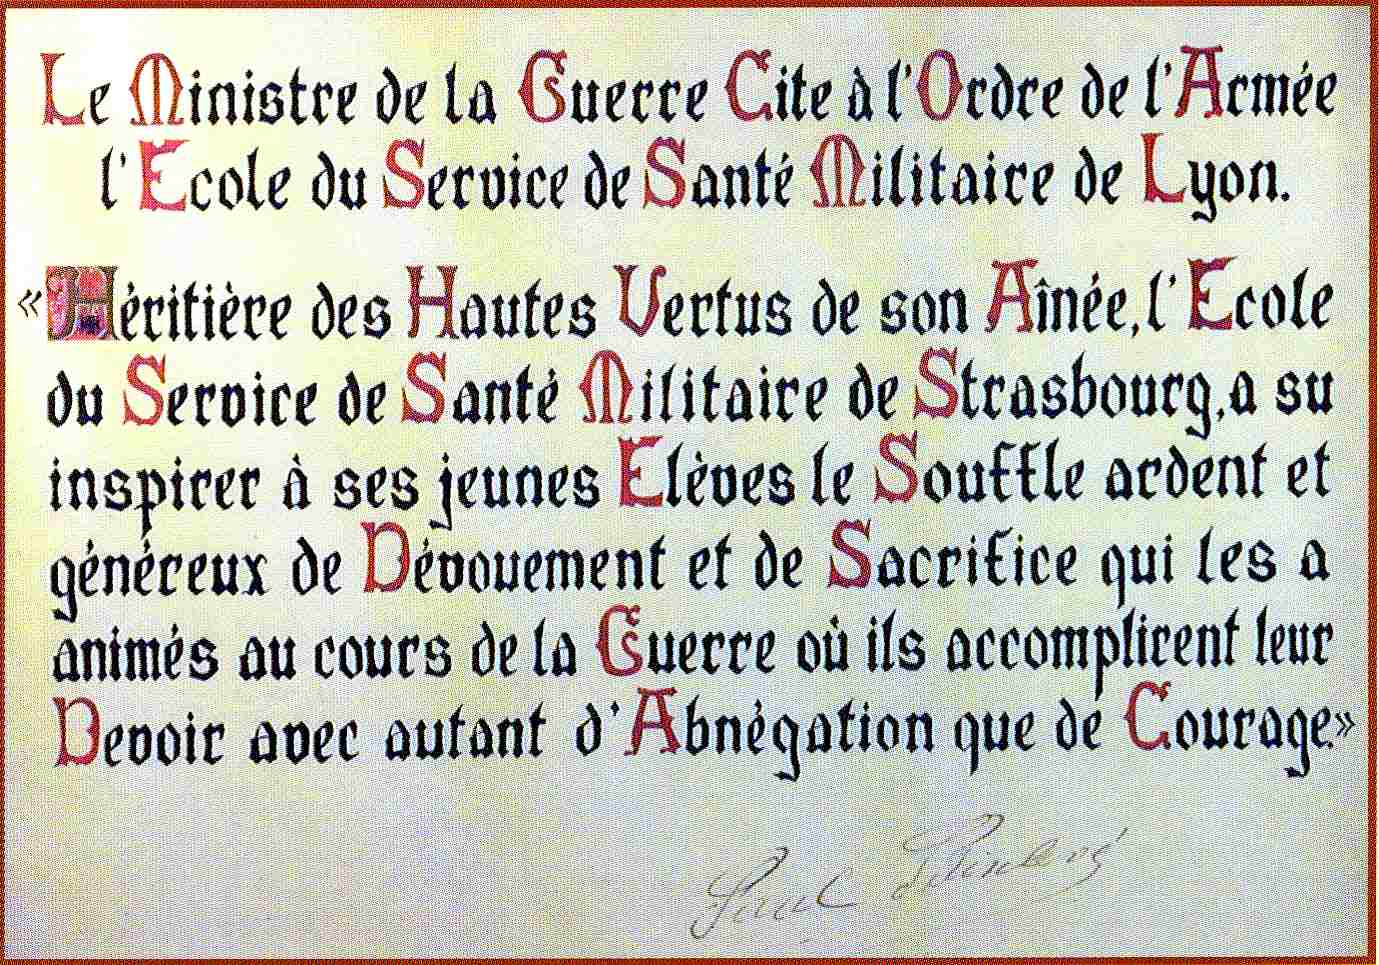 Le Ministre de la Guerre Cite à l'Ordre de l'Armée
l'Ecole du Service de Santé Militaire de Lyon.
«Héritière des Hautes Vertus de son Aînée, l'Ecole
du Service de Santé Militaire de Strasbourg, a su
inspirer à ses jeunes Elèves le Souffle ardent et
généreux de Dévouement et de Sacrifice qui les a
animés au cours de la Guerre où ils accomplirent leur
Devoir avec autant d'Abnégation que de Courage.»
Paul Painlevé